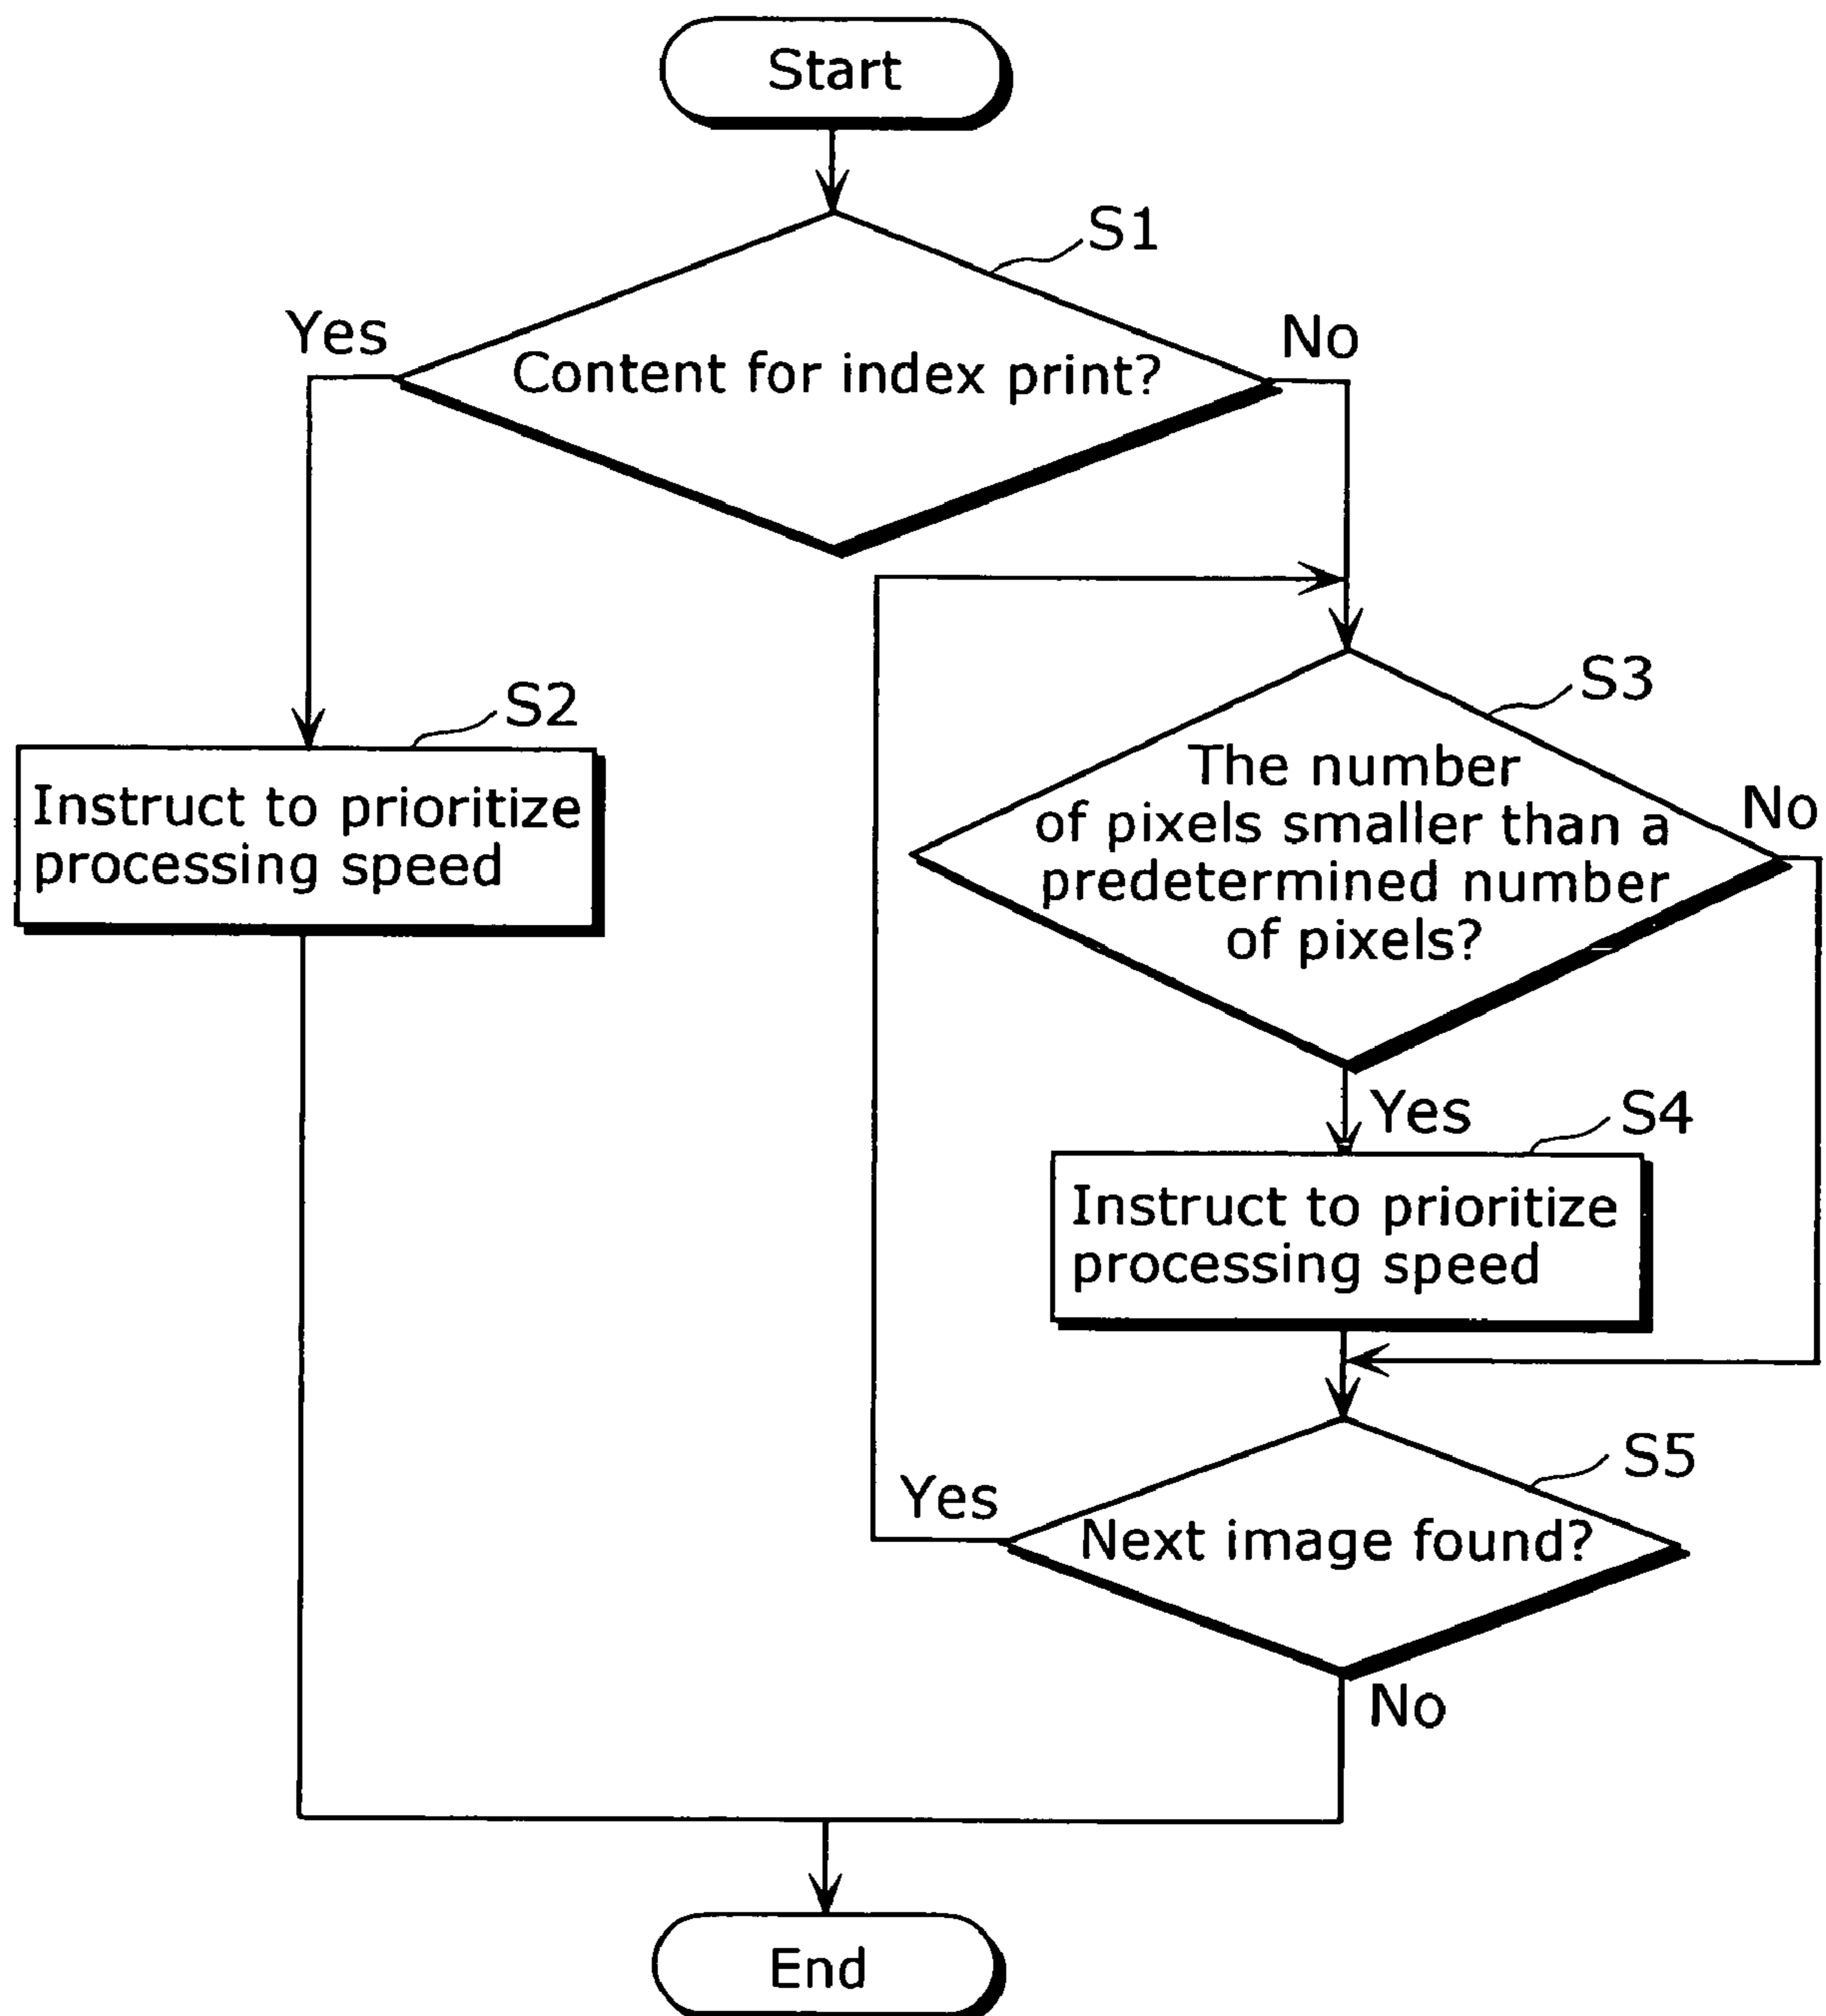 Start
S1
Yes
No
Content for index print?
S2
Instruct to prioritize
processing speed
S3
The number
of pixels smaller than a
predetermined number
of pixels?
No
Yes
S4
Instruct to prioritize
processing speed
S5
Yes
Next image found?
No
End